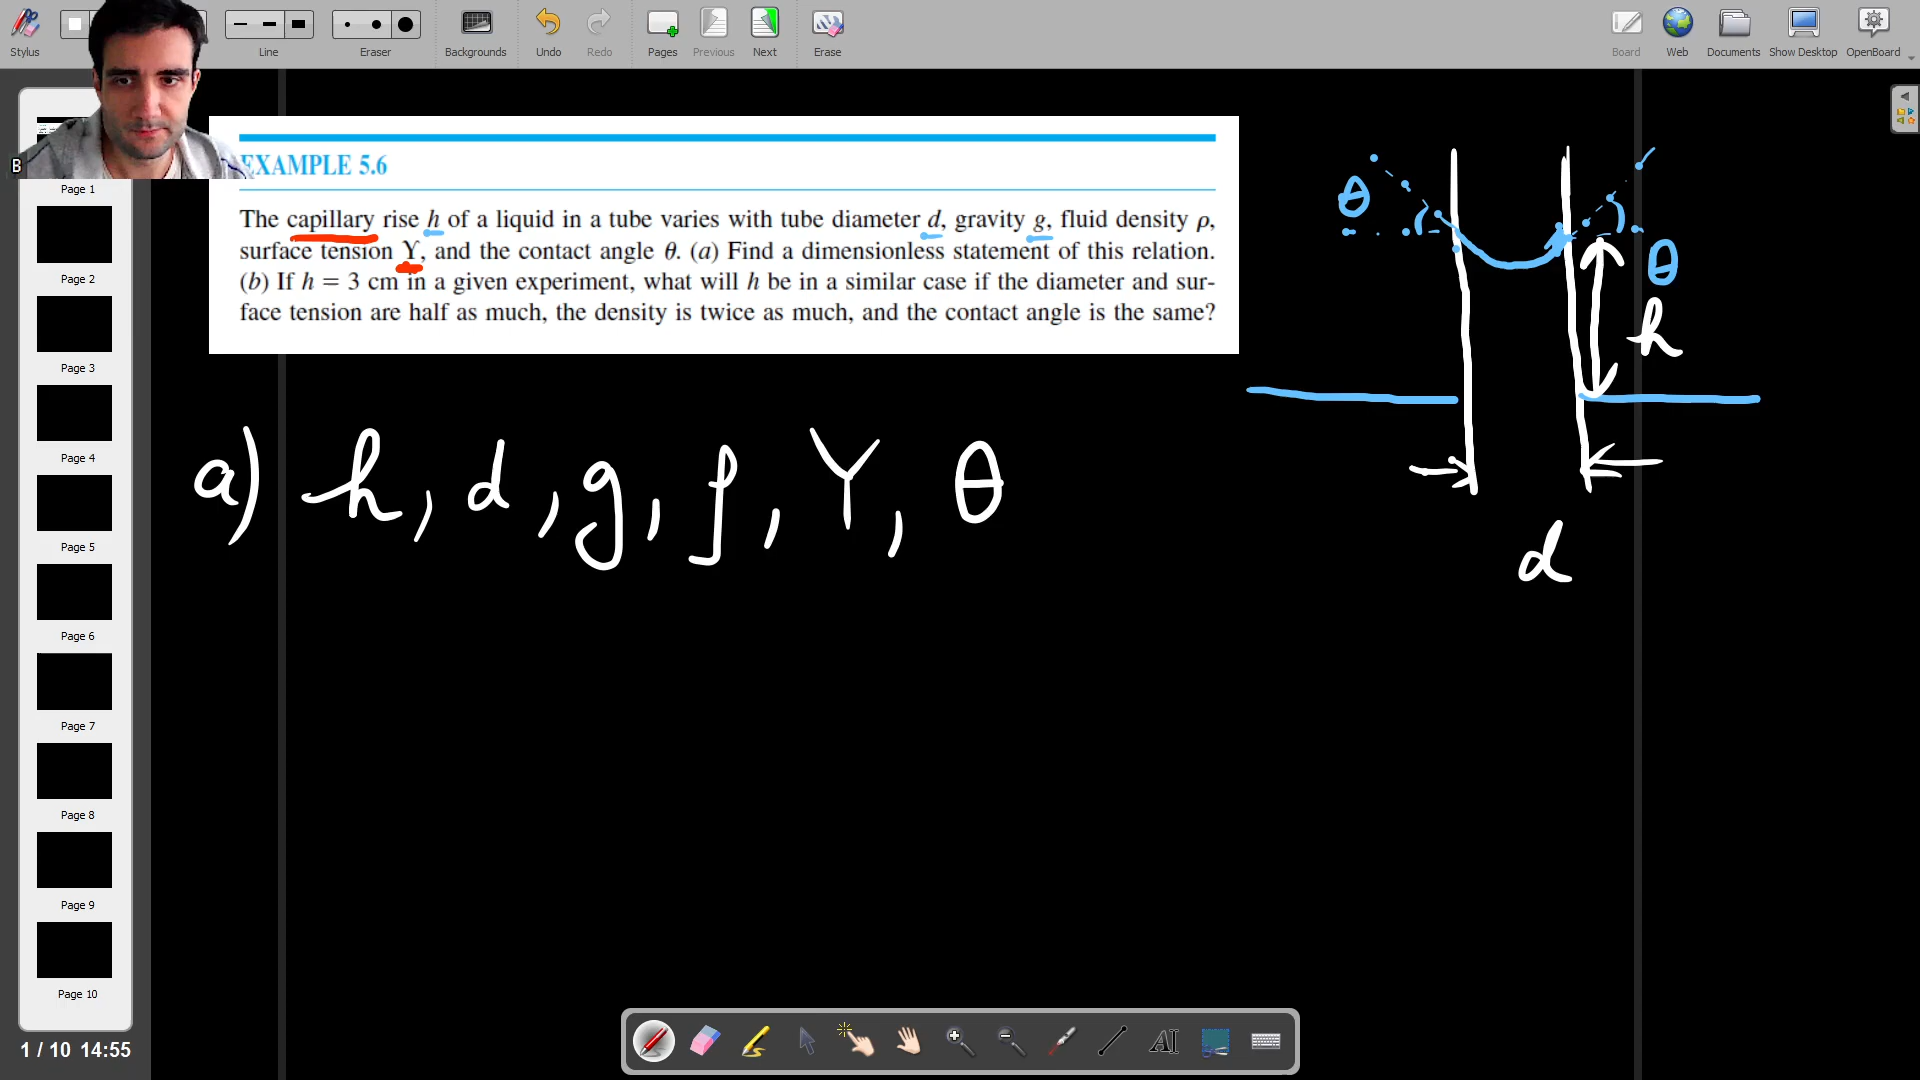 Stylus Line Eraser Backgrounds Undo Redo Pages Previous Next Erase Board Web Documents Show Desktop OpenBoard
B
EXAMPLE 5.6
The capillary rise h of a liquid in a tube varies with tube diameter d, gravity g, fluid density ρ,
surface tension Υ, and the contact angle θ. (a) Find a dimensionless statement of this relation.
(b) If h = 3 cm in a given experiment, what will h be in a similar case if the diameter and sur-
face tension are half as much, the density is twice as much, and the contact angle is the same?
θ
θ
h
d
a) h, d, g, ρ, Υ, θ
Page 1
Page 2
Page 3
Page 4
Page 5
Page 6
Page 7
Page 8
Page 9
Page 10
1 / 10 14:55
AI